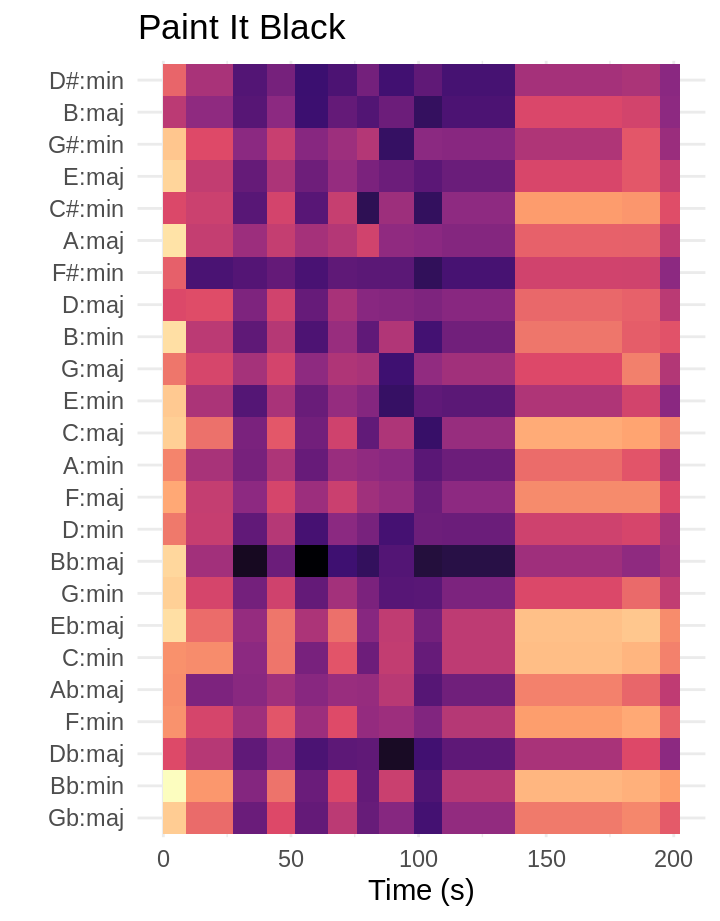 Paint It Black
D#:min
B:maj
G#:min
E:maj
C#:min
A:maj
F#:min
D:maj
B:min
G:maj
E:min
C:maj
A:min
F:maj
D:min
Bb:maj
G:min
Eb:maj
C:min
Ab:maj
F:min
Db:maj
Bb:min
Gb:maj
0 50 100 150 200
Time (s)